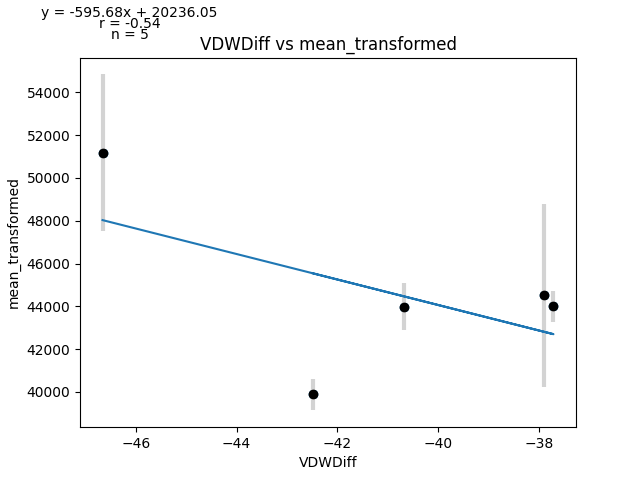 y = -595.68x + 20236.05
r = -0.54
n = 5
VDWDiff vs mean_transformed
54000
52000
50000
48000
46000
44000
42000
40000
mean_transformed
−46
−44
−42
−40
−38
VDWDiff